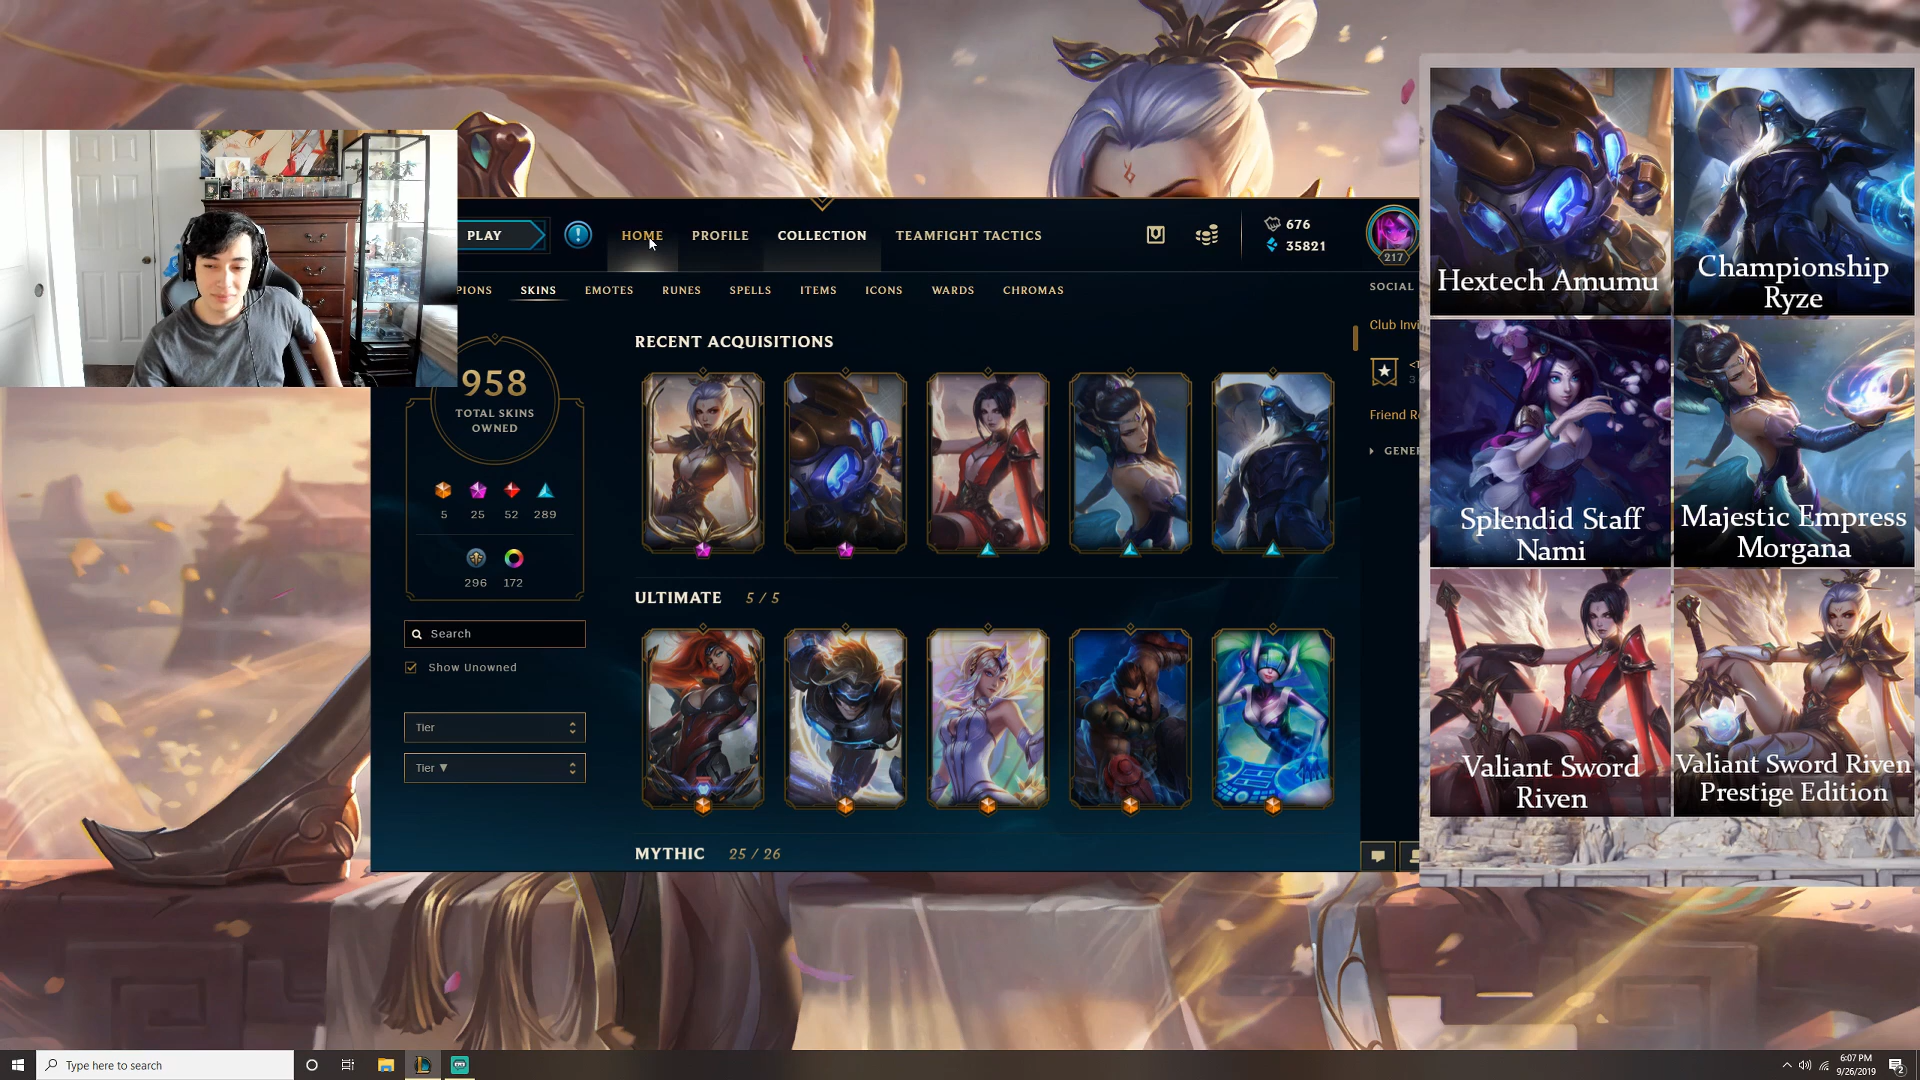 PLAY
HOME
PROFILE
COLLECTION
TEAMFIGHT TACTICS
676
35821
217
PIONS
SKINS
EMOTES
RUNES
SPELLS
ITEMS
ICONS
WARDS
CHROMAS
SOCIAL
Club Invi
3
Friend R
GENE
958
TOTAL SKINS
OWNED
5
25
52
289
296
172
Search
Show Unowned
Tier
Tier ▼
RECENT ACQUISITIONS
ULTIMATE 5 / 5
MYTHIC 25 / 26
Hextech Amumu
Championship
Ryze
Splendid Staff
Nami
Majestic Empress
Morgana
Valiant Sword
Riven
Valiant Sword Riven
Prestige Edition
Type here to search
6:07 PM
9/26/2019
2